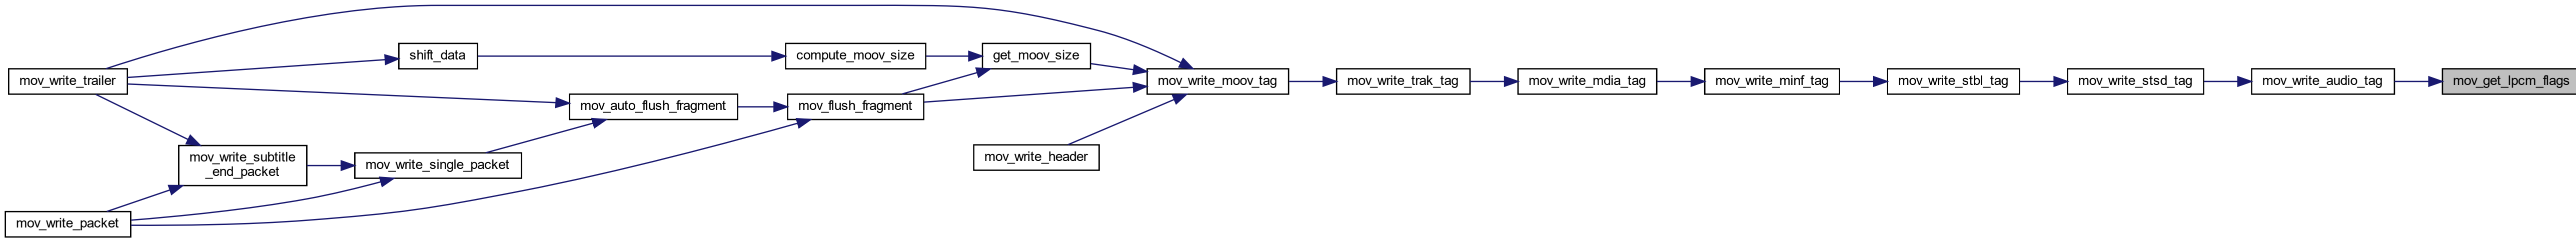 mov_write_trailer
shift_data
compute_moov_size
get_moov_size
mov_write_moov_tag
mov_write_trak_tag
mov_write_mdia_tag
mov_write_minf_tag
mov_write_stbl_tag
mov_write_stsd_tag
mov_write_audio_tag
mov_get_lpcm_flags
mov_auto_flush_fragment
mov_flush_fragment
mov_write_subtitle
_end_packet
mov_write_single_packet
mov_write_header
mov_write_packet